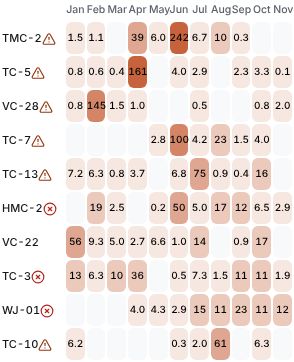 Jan Feb Mar Apr May Jun Jul Aug Sep Oct Nov
TMC-2 1.5 1.1 39 6.0 242 6.7 10 0.3
TC-5 0.8 0.6 0.4 161 4.0 2.9 2.3 3.3 0.1
VC-28 0.8 145 1.5 1.0 0.5 0.8 2.0
TC-7 2.8 100 4.2 23 1.5 4.0
TC-13 7.2 6.3 0.8 3.7 6.8 75 0.9 0.4 16
HMC-2 19 2.5 0.2 50 5.0 17 12 6.5 2.9
VC-22 56 9.3 5.0 2.7 6.6 1.0 14 0.9 17
TC-3 13 6.3 10 36 0.5 7.3 1.5 11 11 1.9
WJ-01 4.0 4.3 2.9 15 11 23 11 12
TC-10 6.2 0.3 2.0 61 6.3